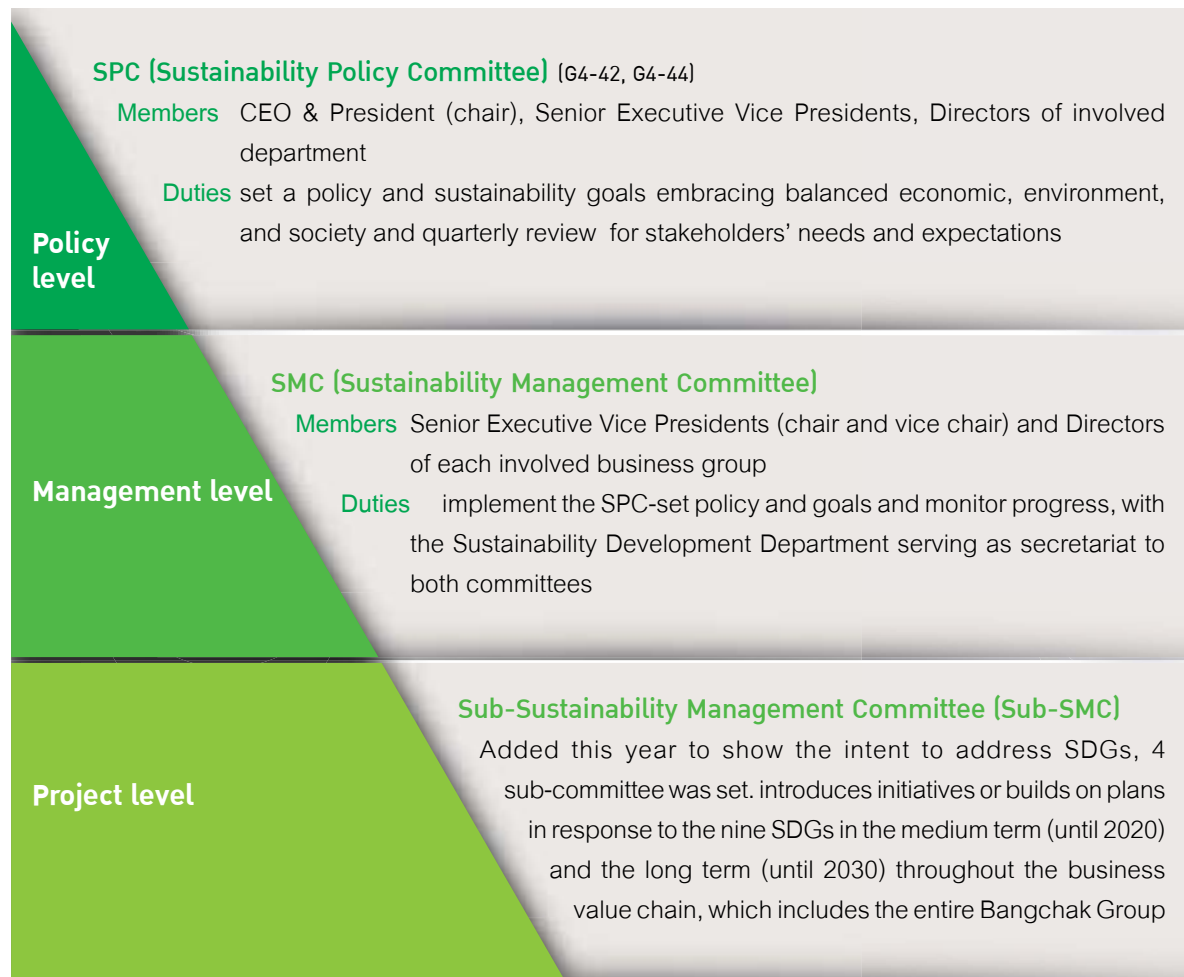 SPC (Sustainability Policy Committee) (G4-42, G4-44)
Members CEO & President (chair), Senior Executive Vice Presidents, Directors of involved
department
Duties set a policy and sustainability goals embracing balanced economic, environment,
and society and quarterly review for stakeholders' needs and expectations
Policy
level
SMC (Sustainability Management Committee)
Members Senior Executive Vice Presidents (chair and vice chair) and Directors
of each involved business group
Management level
Duties implement the SPC-set policy and goals and monitor progress, with
the Sustainability Development Department serving as secretariat to
both committees
Sub-Sustainability Management Committee (Sub-SMC)
Added this year to show the intent to address SDGs, 4
sub-committee was set. introduces initiatives or builds on plans
Project level
in response to the nine SDGs in the medium term (until 2020)
and the long term (until 2030) throughout the business
value chain, which includes the entire Bangchak Group